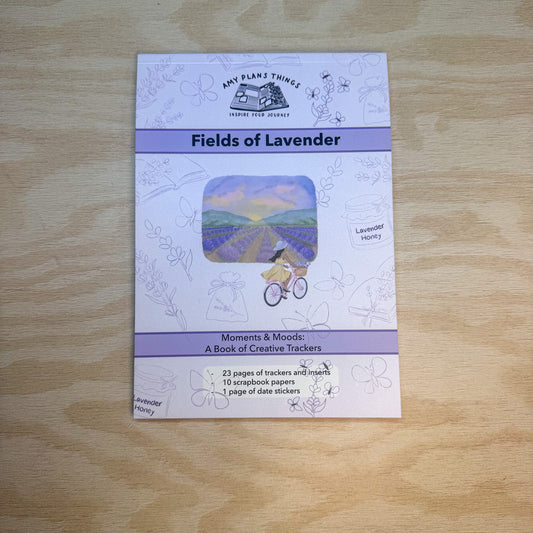 AMY PLANS THINGS
INSPIRE YOUR JOURNEY
Fields of Lavender
Lavender
Honey
Moments & Moods:
A Book of Creative Trackers
- 23 pages of trackers and inserts
- 10 scrapbook papers
- 1 page of date stickers
Lavender
Honey